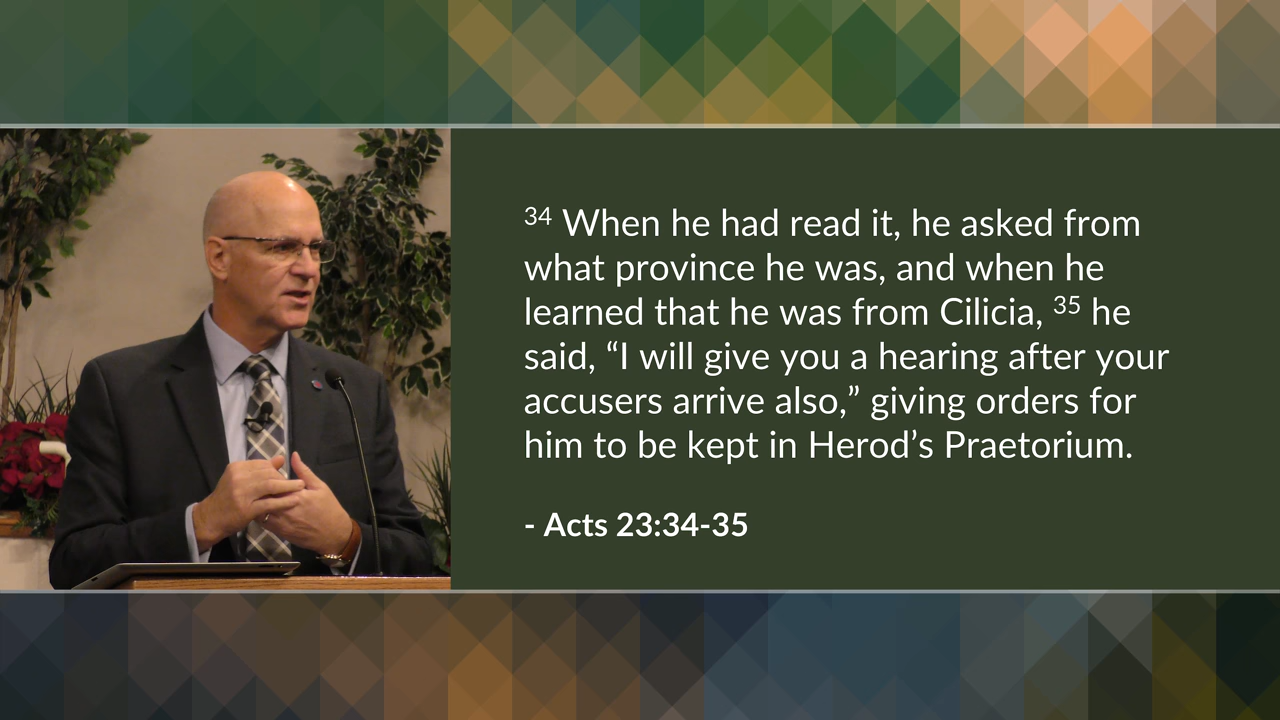 34 When he had read it, he asked from
what province he was, and when he
learned that he was from Cilicia, 35 he
said, “I will give you a hearing after your
accusers arrive also,” giving orders for
him to be kept in Herod’s Praetorium.
- Acts 23:34-35